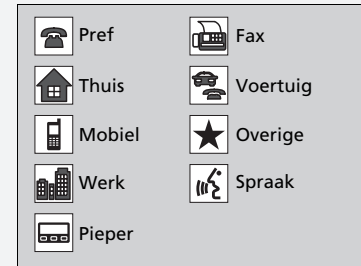 Pref
Fax
Thuis
Voertuig
Mobiel
Overige
Werk
Spraak
Pieper